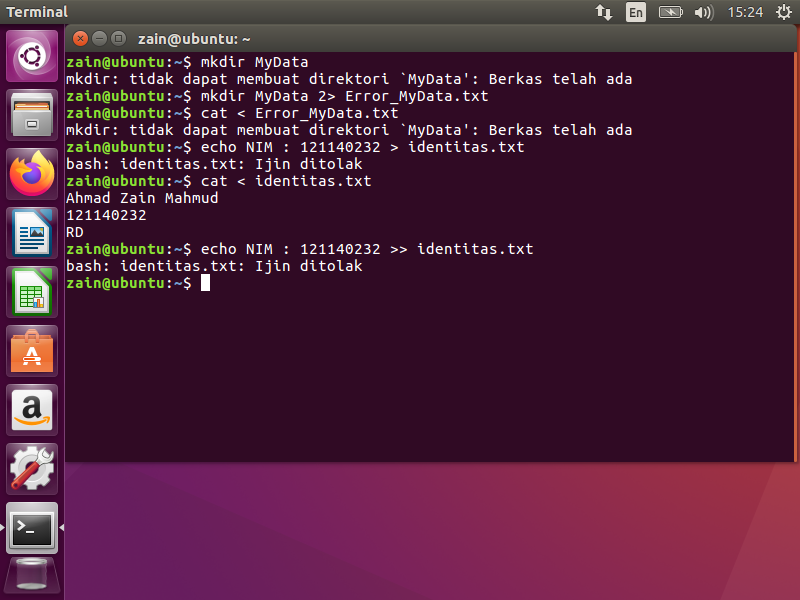 Terminal
En
15:24
zain@ubuntu: ~
zain@ubuntu:~$ mkdir MyData
mkdir: tidak dapat membuat direktori `MyData': Berkas telah ada
zain@ubuntu:~$ mkdir MyData 2> Error_MyData.txt
zain@ubuntu:~$ cat < Error_MyData.txt
mkdir: tidak dapat membuat direktori `MyData': Berkas telah ada
zain@ubuntu:~$ echo NIM : 121140232 > identitas.txt
bash: identitas.txt: Ijin ditolak
zain@ubuntu:~$ cat < identitas.txt
Ahmad Zain Mahmud
121140232
RD
zain@ubuntu:~$ echo NIM : 121140232 >> identitas.txt
bash: identitas.txt: Ijin ditolak
zain@ubuntu:~$